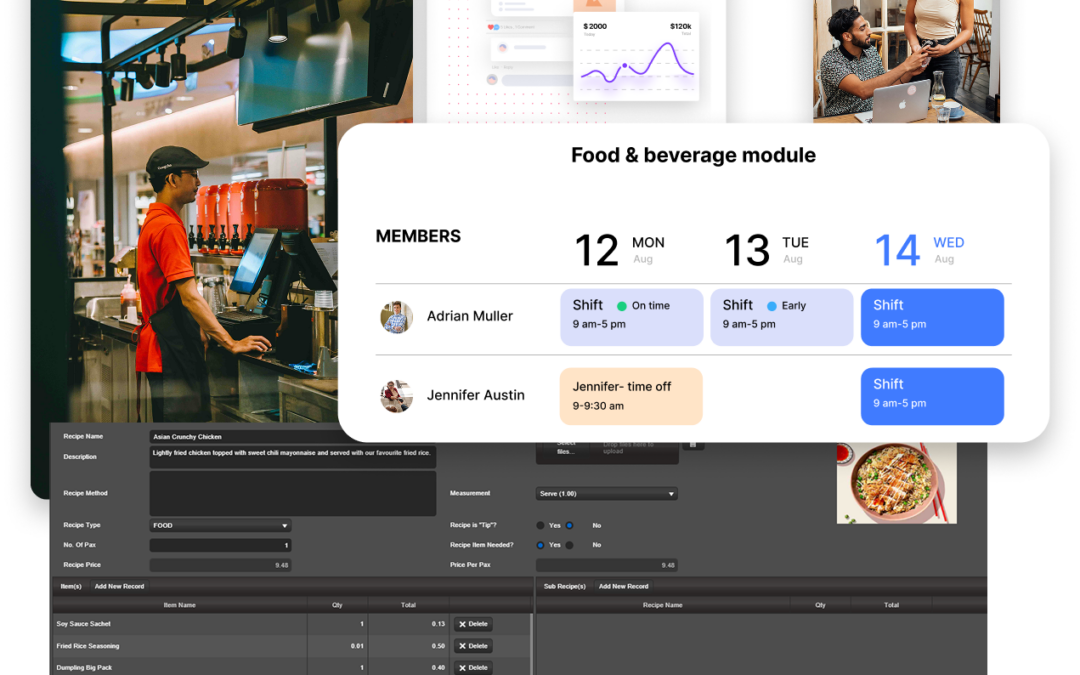 $ 2000
$120k
Today
Total
Food & beverage module
MEMBERS
12 MON
Aug
13 TUE
Aug
14 WED
Aug
Adrian Muller
Shift On time
9 am-5 pm
Shift Early
9 am-5 pm
Shift
9 am-5 pm
Jennifer Austin
Jennifer- time off
9-9:30 am
Shift
9 am-5 pm
Recipe Name
Asian Crunchy Chicken
Description
Lightly fried chicken topped with sweet chili mayonnaise and served with our favourite fried rice.
Select files...
Drop files here to upload
Recipe Method
Measurement
Serve (1.00)
Recipe Type
FOOD
Recipe is "Tip"?
Yes No
No. Of Pax
1
Recipe Item Needed?
Yes No
Recipe Price
9.48
Price Per Pax
9.48
Item(s) Add New Record
Sub Recipe(s) Add New Record
Item Name Qty Total
Recipe Name Qty Total
Soy Sauce Sachet 1 0.13 Delete
Fried Rice Seasoning 0.01 0.50 Delete
Dumpling Big Pack 1 0.40 Delete